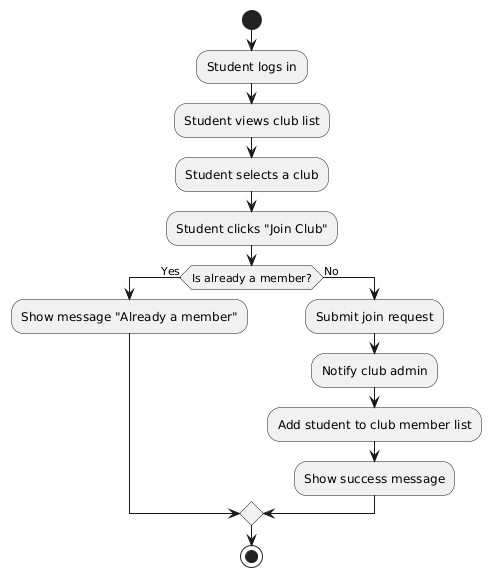 Student logs in
Student views club list
Student selects a club
Student clicks "Join Club"
Is already a member?
Yes
No
Show message "Already a member"
Submit join request
Notify club admin
Add student to club member list
Show success message